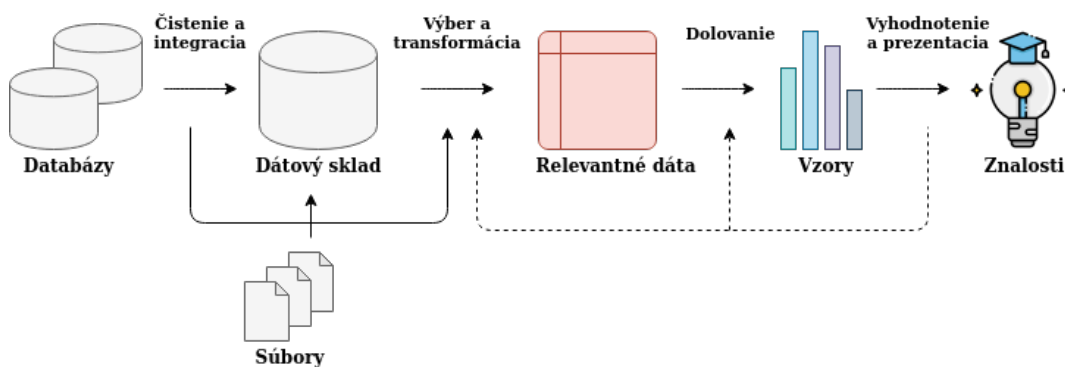 Čistenie a
integracia
Výber a
transformácia
Dolovanie
Vyhodnotenie
a prezentacia
Databázy
Dátový sklad
Relevantné dáta
Vzory
Znalosti
Súbory